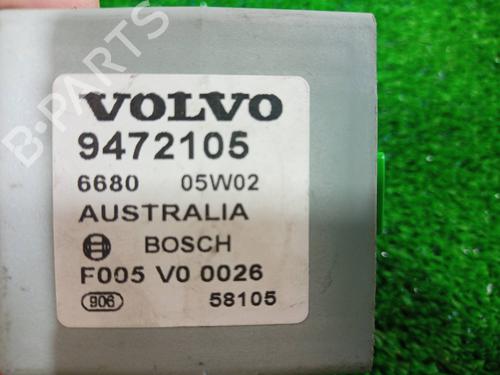 B-PARTS
VOLVO
9472105
6680 05W02
AUSTRALIA
BOSCH
F005 V0 0026
906 58105